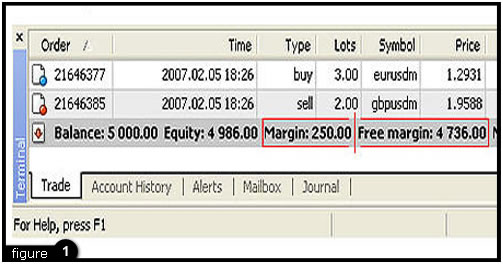 Order Time Type Lots Symbol Price
21646377 2007.02.05 18:26 buy 3.00 eurusdm 1.2931
21646385 2007.02.05 18:26 sell 2.00 gbpusdm 1.9588
Balance: 5 000.00 Equity: 4 986.00 Margin: 250.00 Free margin: 4 736.00
Terminal
Trade Account History Alerts Mailbox Journal
For Help, press F1
figure 1